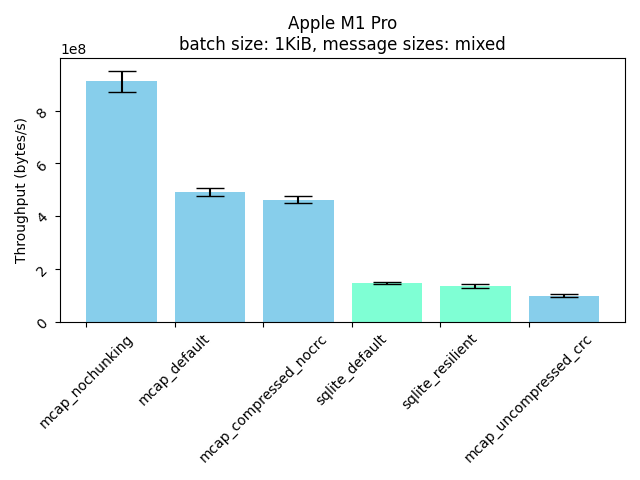 Apple M1 Pro
batch size: 1KiB, message sizes: mixed
1e8
Throughput (bytes/s)
8
6
4
2
0
mcap_nochunking
mcap_default
mcap_compressed_nocrc
sqlite_default
sqlite_resilient
mcap_uncompressed_crc